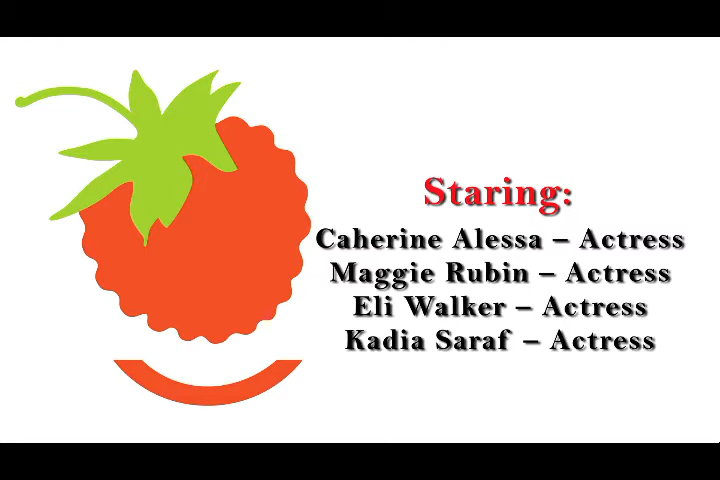 Staring:
Caherine Alessa – Actress
Maggie Rubin – Actress
Eli Walker – Actress
Kadia Saraf – Actress